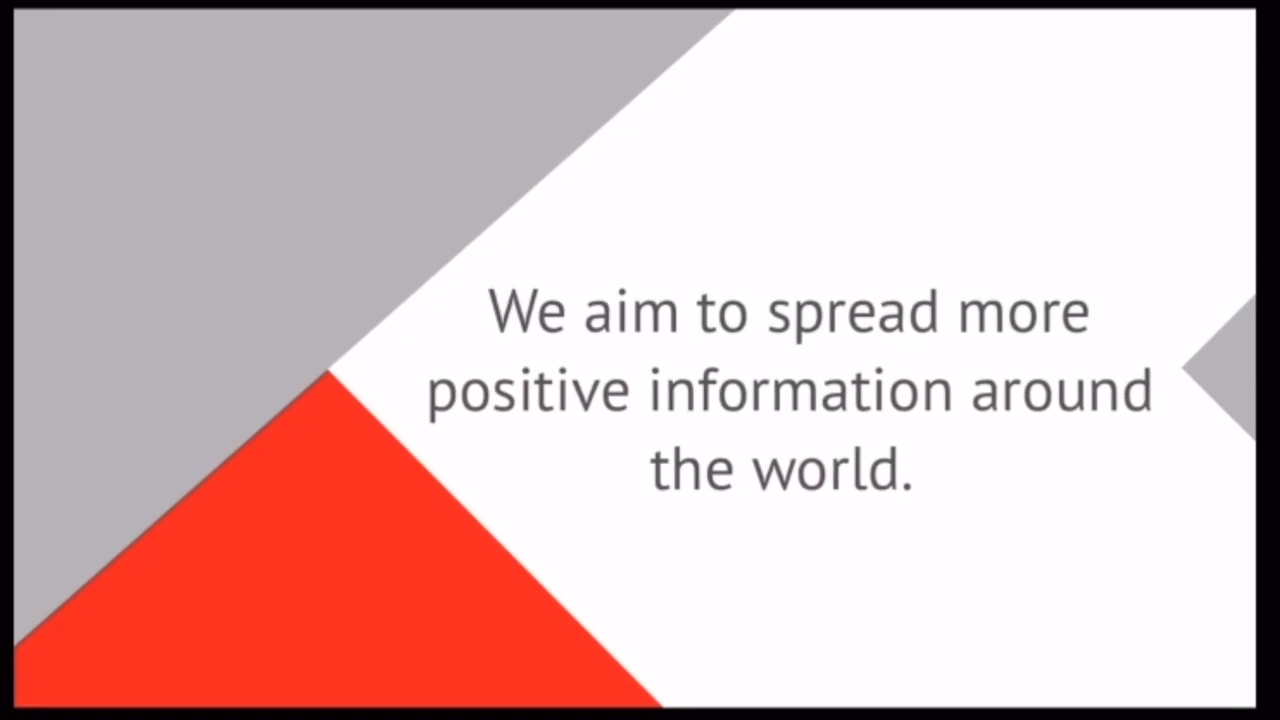 We aim to spread more
positive information around
the world.